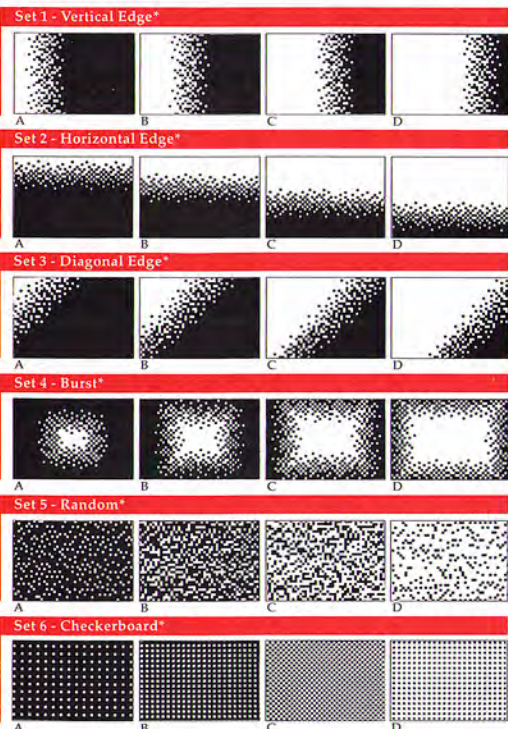 Set 1 - Vertical Edge*
A B C D
Set 2 - Horizontal Edge*
A B C D
Set 3 - Diagonal Edge*
A B C D
Set 4 - Burst*
A B C D
Set 5 - Random*
A B C D
Set 6 - Checkerboard*
A B C D